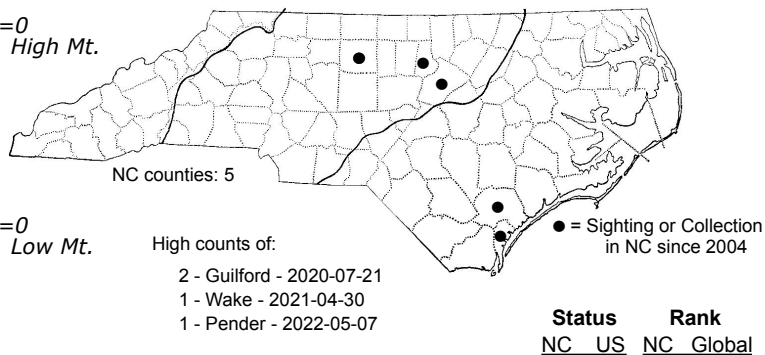 =0
High Mt.
NC counties: 5
=0
Low Mt.
High counts of:
2 - Guilford - 2020-07-21
1 - Wake - 2021-04-30
1 - Pender - 2022-05-07
● = Sighting or Collection
in NC since 2004
Status Rank
NC US NC Global